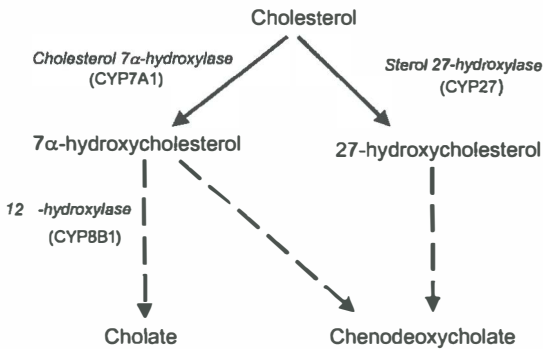 Cholesterol
Cholesterol 7α-hydroxylase
(CYP7A1)
Sterol 27-hydroxylase
(CYP27)
7α-hydroxycholesterol
27-hydroxycholesterol
12 -hydroxylase
(CYP8B1)
Cholate
Chenodeoxycholate